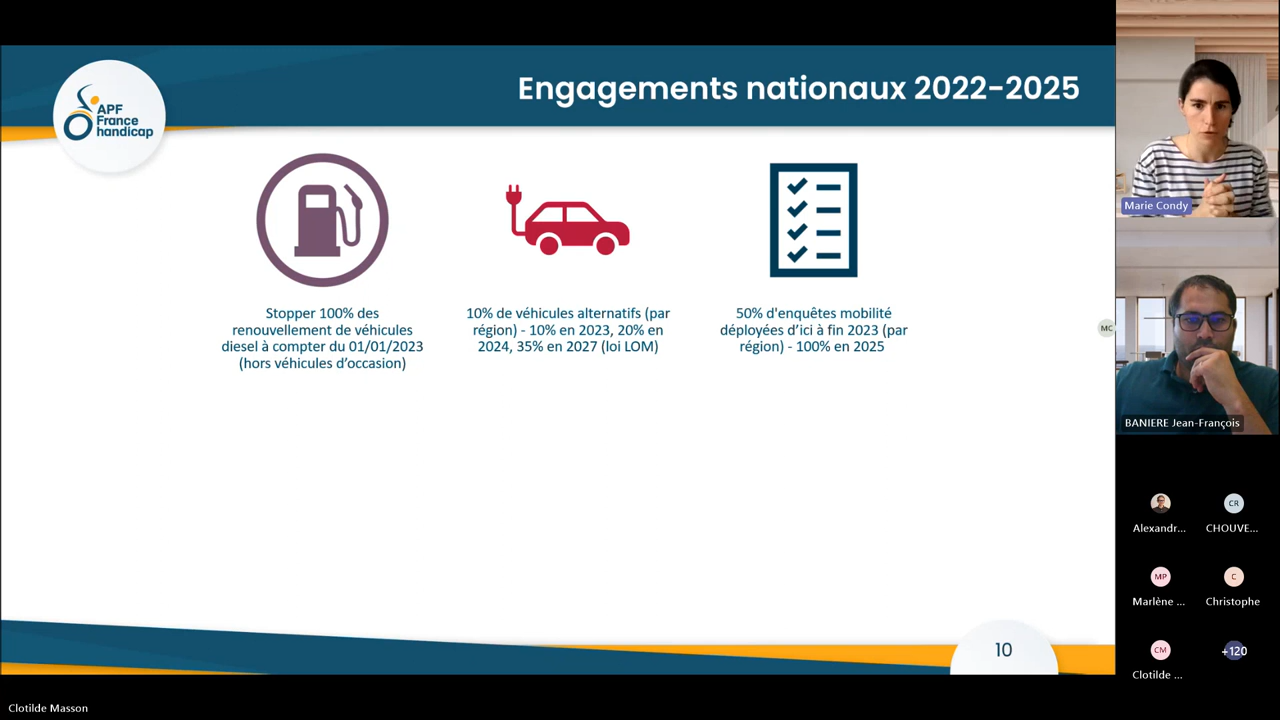 Engagements nationaux 2022-2025
APF
France
handicap
Stopper 100% des
renouvellement de véhicules
diesel à compter du 01/01/2023
(hors véhicules d’occasion)
10% de véhicules alternatifs (par
région) - 10% en 2023, 20% en
2024, 35% en 2027 (loi LOM)
50% d'enquêtes mobilité
déployées d’ici à fin 2023 (par
région) - 100% en 2025
10
Marie Condy
MC
BANIERE Jean-François
CR
Alexandr...
CHOUVE...
MP
C
Marlène ...
Christophe
CM
+120
Clotilde ...
Clotilde Masson